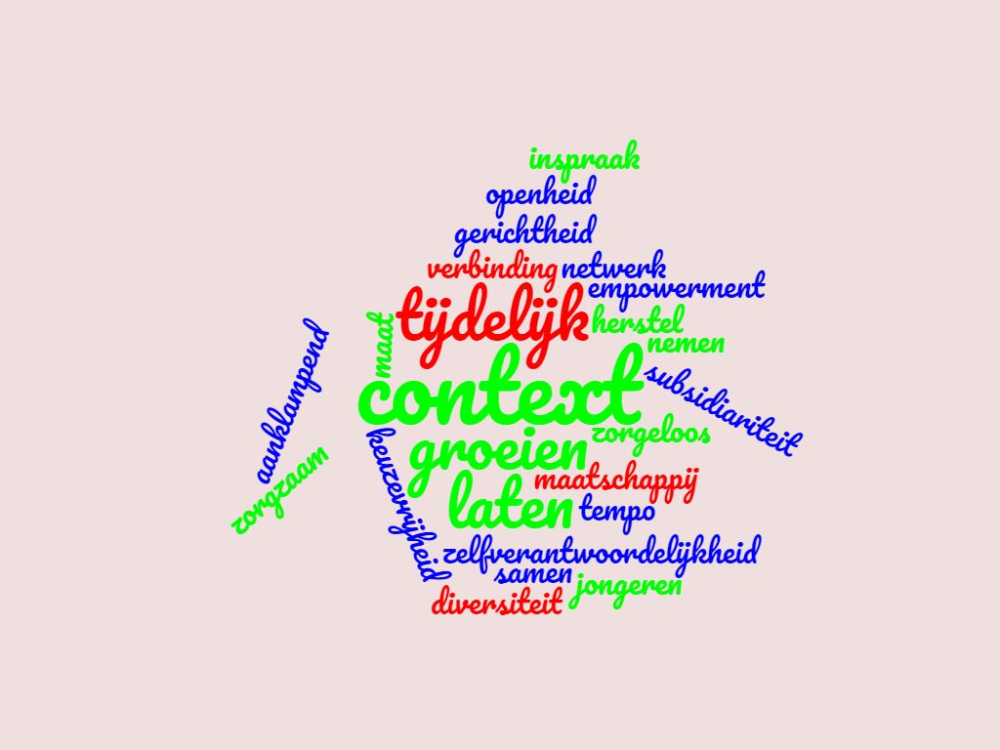 inspraak
openheid
gerichtheid
verbinding netwerk
empowerment
tijdelijk herstel
maat
nemen
context
subsidiariteit
aanklampend
zorgeloos
groeien
zorgzaam
maatschappij
keuzevrijheid
laten tempo
zelfverantwoordelijkheid
samen jongeren
diversiteit